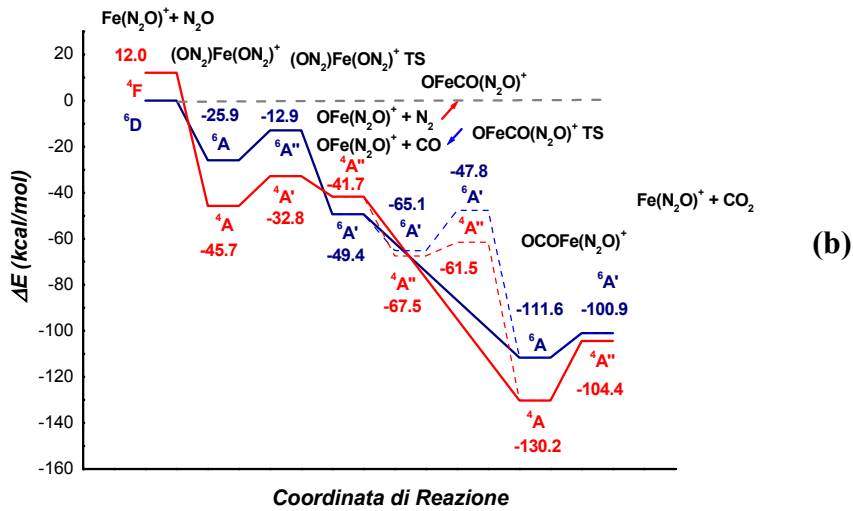 Fe(N₂O)⁺ + N₂O
(ON₂)Fe(ON₂)⁺
(ON₂)Fe(ON₂)⁺ TS
OFeCO(N₂O)⁺
12.0
⁴F
⁶D
-25.9
⁶A
-12.9
⁶A''
OFe(N₂O)⁺ + N₂
OFe(N₂O)⁺ + CO
OFeCO(N₂O)⁺ TS
⁴A
-45.7
⁴A'
-32.8
⁴A''
-41.7
⁶A'
-49.4
-65.1
⁶A'
-47.8
⁶A'
⁴A''
-61.5
⁴A''
-67.5
OCOFe(N₂O)⁺
Fe(N₂O)⁺ + CO₂
-111.6
⁶A
⁶A'
-100.9
⁴A''
-104.4
⁴A
-130.2
(b)
20
0
-20
-40
-60
-80
-100
-120
-140
-160
ΔE (kcal/mol)
Coordinata di Reazione